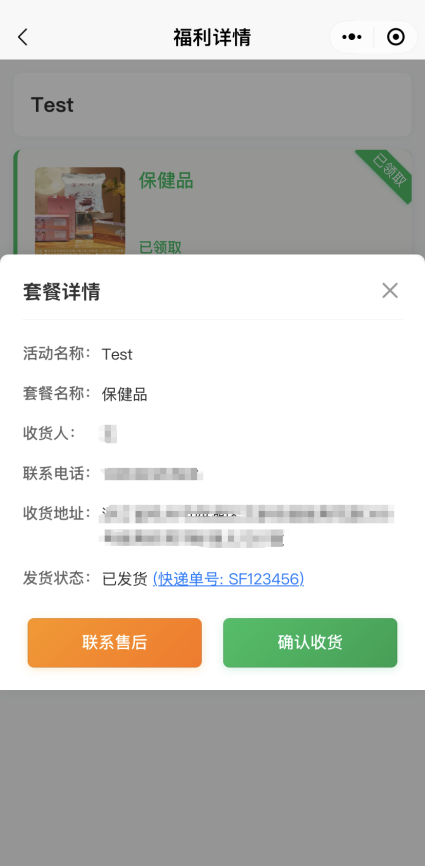 福利详情
Test
保健品
已领取
已领取
套餐详情
活动名称： Test
套餐名称： 保健品
收货人：
联系电话：
收货地址：
发货状态： 已发货 (快递单号: SF123456)
联系售后
确认收货